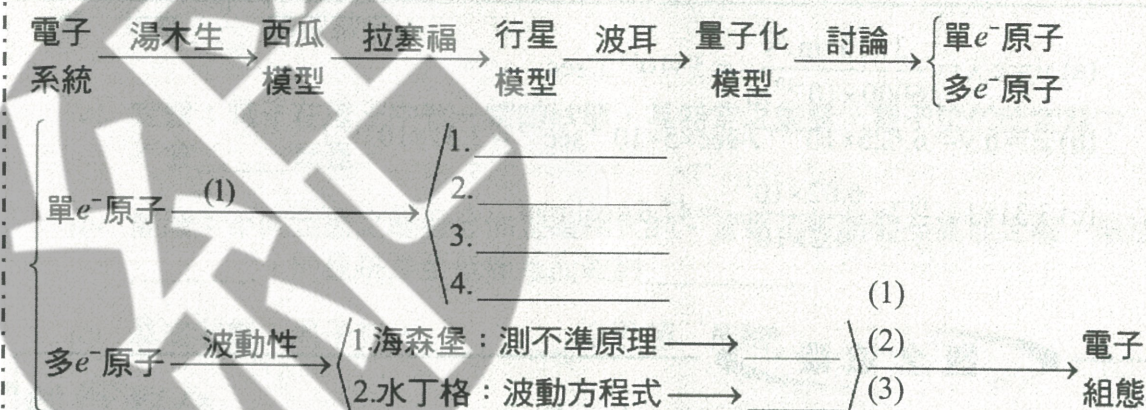 電子系統 湯木生 西瓜模型 拉塞福 行星模型 波耳 量子化模型 討論 單e⁻原子 多e⁻原子
單e⁻原子 (1)
1.
2.
3.
4.
多e⁻原子 波動性
1.海森堡：測不準原理
2.水丁格：波動方程式
(1)
(2)
(3)
電子組態